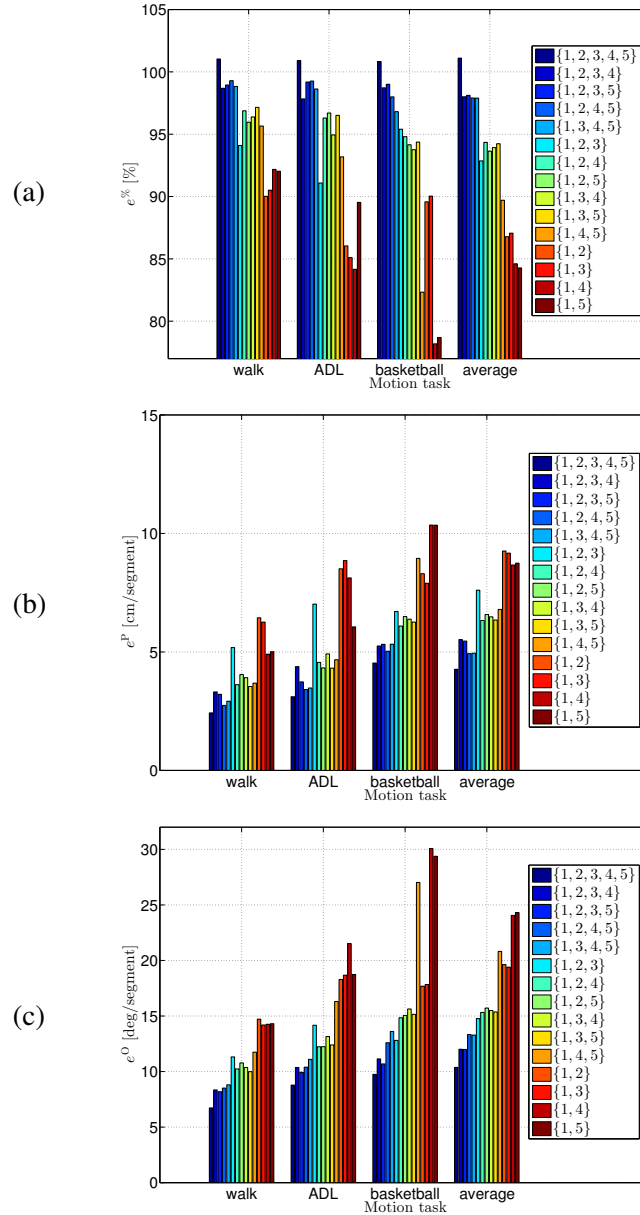 105
100
95
90
85
80
e% [%]
(a)
walk
ADL
basketball
average
Motion task
{1, 2, 3, 4, 5}
{1, 2, 3, 4}
{1, 2, 3, 5}
{1, 2, 4, 5}
{1, 3, 4, 5}
{1, 2, 3}
{1, 2, 4}
{1, 2, 5}
{1, 3, 4}
{1, 3, 5}
{1, 4, 5}
{1, 2}
{1, 3}
{1, 4}
{1, 5}
15
10
5
0
eᴾ [cm/segment]
(b)
walk
ADL
basketball
average
Motion task
{1, 2, 3, 4, 5}
{1, 2, 3, 4}
{1, 2, 3, 5}
{1, 2, 4, 5}
{1, 3, 4, 5}
{1, 2, 3}
{1, 2, 4}
{1, 2, 5}
{1, 3, 4}
{1, 3, 5}
{1, 4, 5}
{1, 2}
{1, 3}
{1, 4}
{1, 5}
30
25
20
15
10
5
0
eᴼ [deg/segment]
(c)
walk
ADL
basketball
average
Motion task
{1, 2, 3, 4, 5}
{1, 2, 3, 4}
{1, 2, 3, 5}
{1, 2, 4, 5}
{1, 3, 4, 5}
{1, 2, 3}
{1, 2, 4}
{1, 2, 5}
{1, 3, 4}
{1, 3, 5}
{1, 4, 5}
{1, 2}
{1, 3}
{1, 4}
{1, 5}